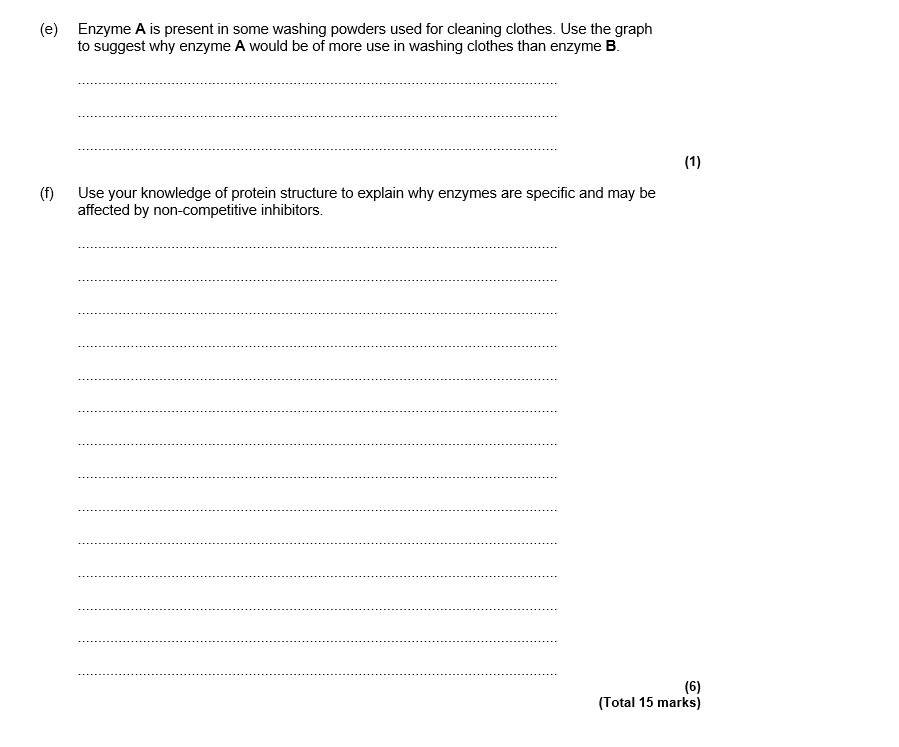 (e) Enzyme A is present in some washing powders used for cleaning clothes. Use the graph
to suggest why enzyme A would be of more use in washing clothes than enzyme B.
(1)
(f) Use your knowledge of protein structure to explain why enzymes are specific and may be
affected by non-competitive inhibitors.
(6)
(Total 15 marks)